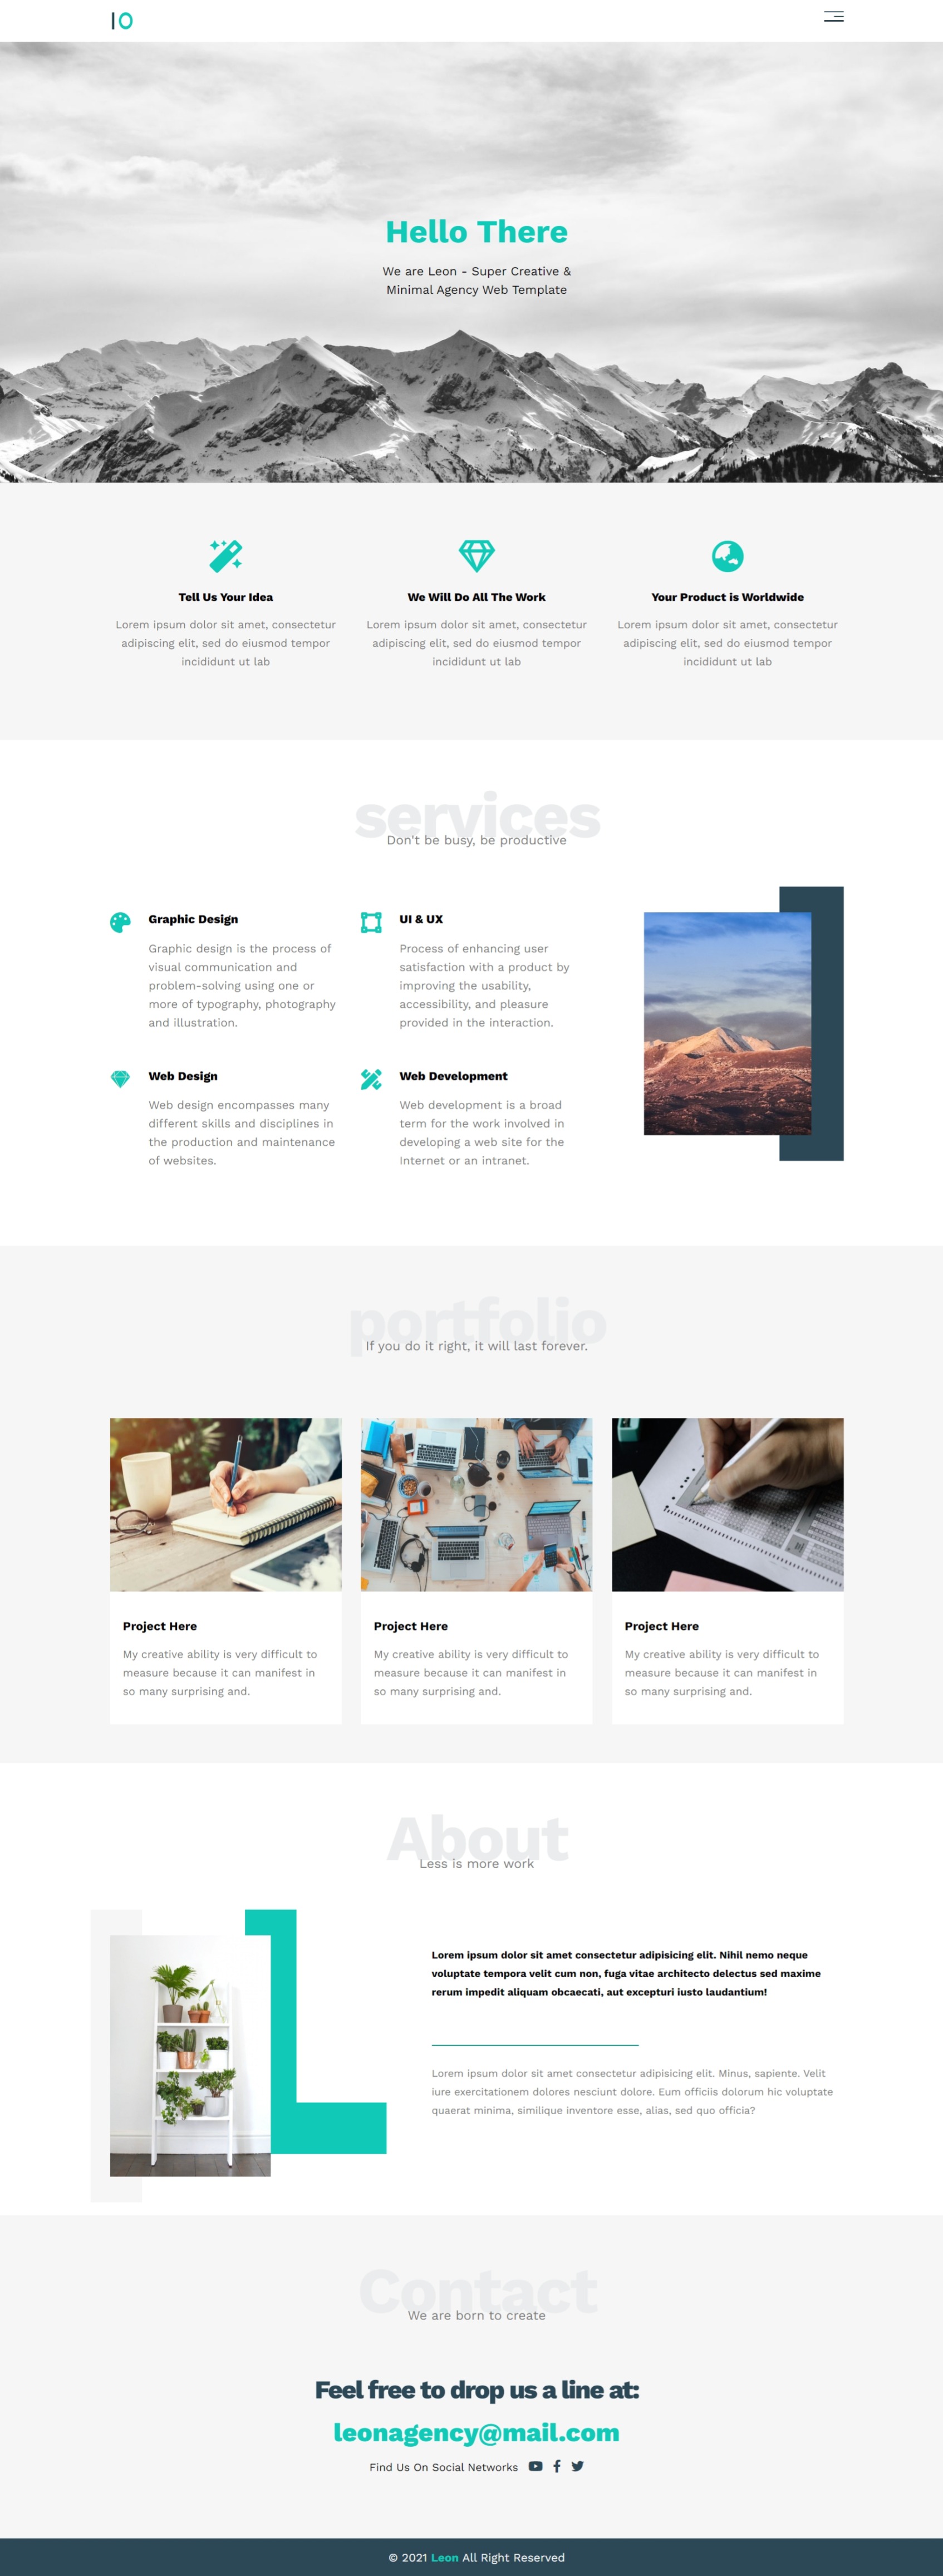 IO
Hello There
We are Leon - Super Creative &
Minimal Agency Web Template
Tell Us Your Idea
Lorem ipsum dolor sit amet, consectetur
adipiscing elit, sed do eiusmod tempor
incididunt ut lab
We Will Do All The Work
Lorem ipsum dolor sit amet, consectetur
adipiscing elit, sed do eiusmod tempor
incididunt ut lab
Your Product is Worldwide
Lorem ipsum dolor sit amet, consectetur
adipiscing elit, sed do eiusmod tempor
incididunt ut lab
services
Don't be busy, be productive
Graphic Design
Graphic design is the process of
visual communication and
problem-solving using one or
more of typography, photography
and illustration.
UI & UX
Process of enhancing user
satisfaction with a product by
improving the usability,
accessibility, and pleasure
provided in the interaction.
Web Design
Web design encompasses many
different skills and disciplines in
the production and maintenance
of websites.
Web Development
Web development is a broad
term for the work involved in
developing a web site for the
Internet or an intranet.
portfolio
If you do it right, it will last forever.
Project Here
My creative ability is very difficult to
measure because it can manifest in
so many surprising and.
Project Here
My creative ability is very difficult to
measure because it can manifest in
so many surprising and.
Project Here
My creative ability is very difficult to
measure because it can manifest in
so many surprising and.
About
Less is more work
Lorem ipsum dolor sit amet consectetur adipisicing elit. Nihil nemo neque
voluptate tempora velit cum non, fuga vitae architecto delectus sed maxime
rerum impedit aliquam obcaecati, aut excepturi iusto laudantium!
Lorem ipsum dolor sit amet consectetur adipisicing elit. Minus, sapiente. Velit
iure exercitationem dolores nesciunt dolore. Eum officiis dolorum hic voluptate
quaerat minima, similique inventore esse, alias, sed quo officia?
Contact
We are born to create
Feel free to drop us a line at:
leonagency@mail.com
Find Us On Social Networks
© 2021 Leon All Right Reserved